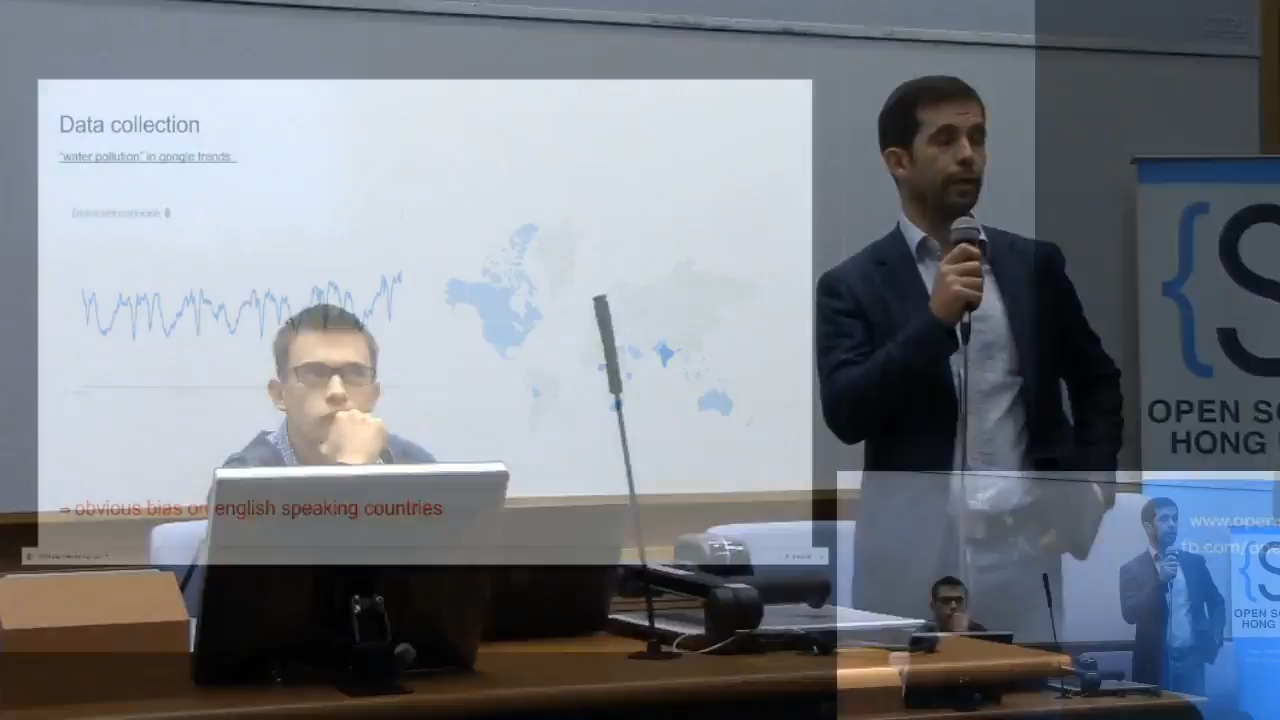 Data collection
"water pollution" in google trends
⇒ obvious bias on english speaking countries
{S
OPEN S
HONG
www.opens
fb.com/ope
{S
OPEN SO
HONG